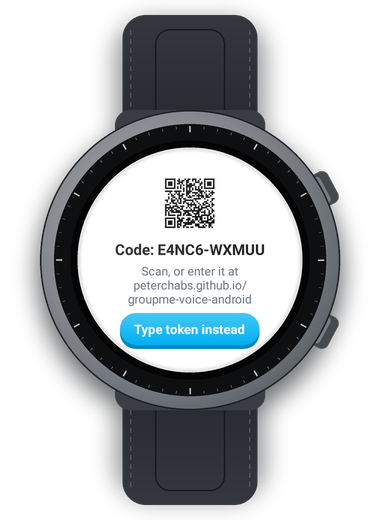 Code: E4NC6-WXMUU
Scan, or enter it at
peterchabs.github.io/
groupme-voice-android
Type token instead